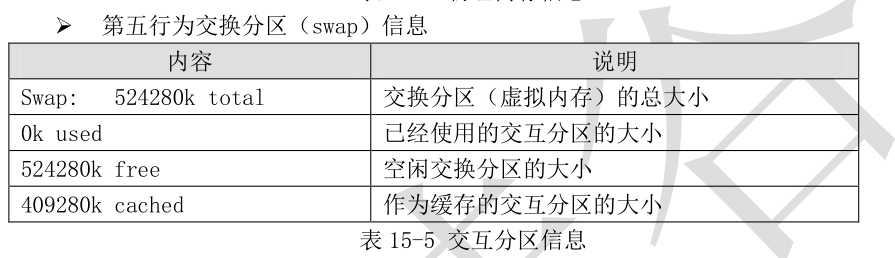 ➢ 第五行为交换分区（swap）信息
内容 说明
Swap: 524280k total 交换分区（虚拟内存）的总大小
0k used 已经使用的交互分区的大小
524280k free 空闲交换分区的大小
409280k cached 作为缓存的交互分区的大小
表 15-5 交互分区信息